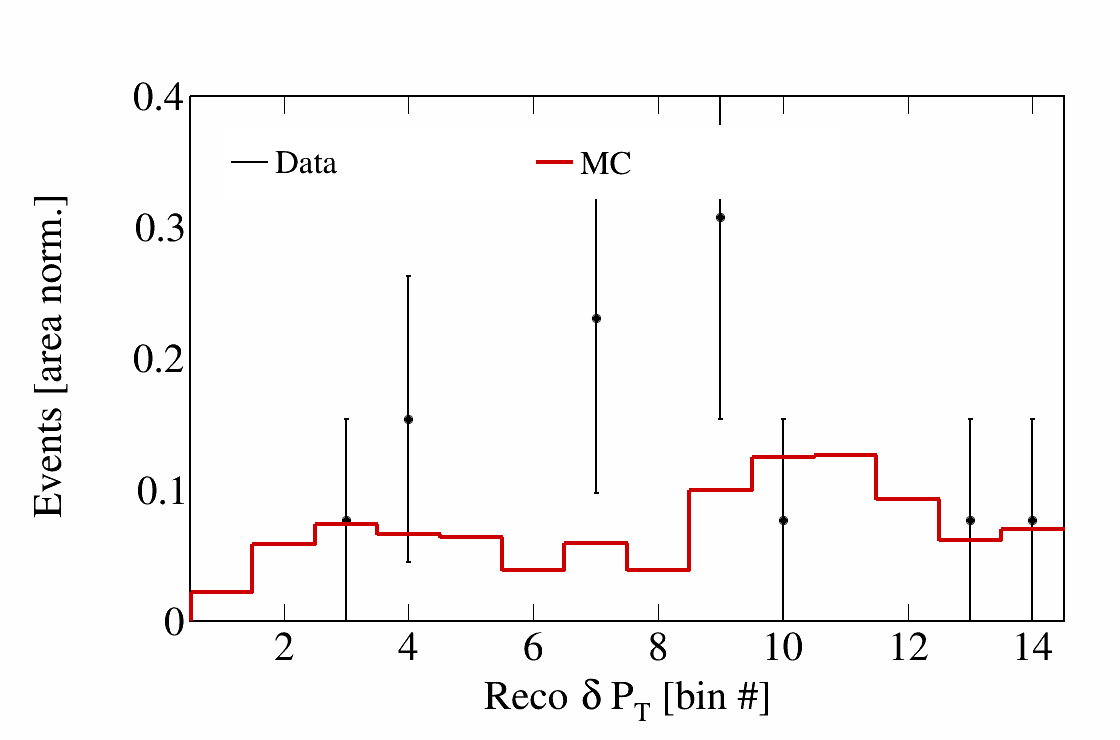 0.4
0.3
0.2
0.1
0
Events [area norm.]
Data
MC
2 4 6 8 10 12 14
Reco δ P_T [bin #]